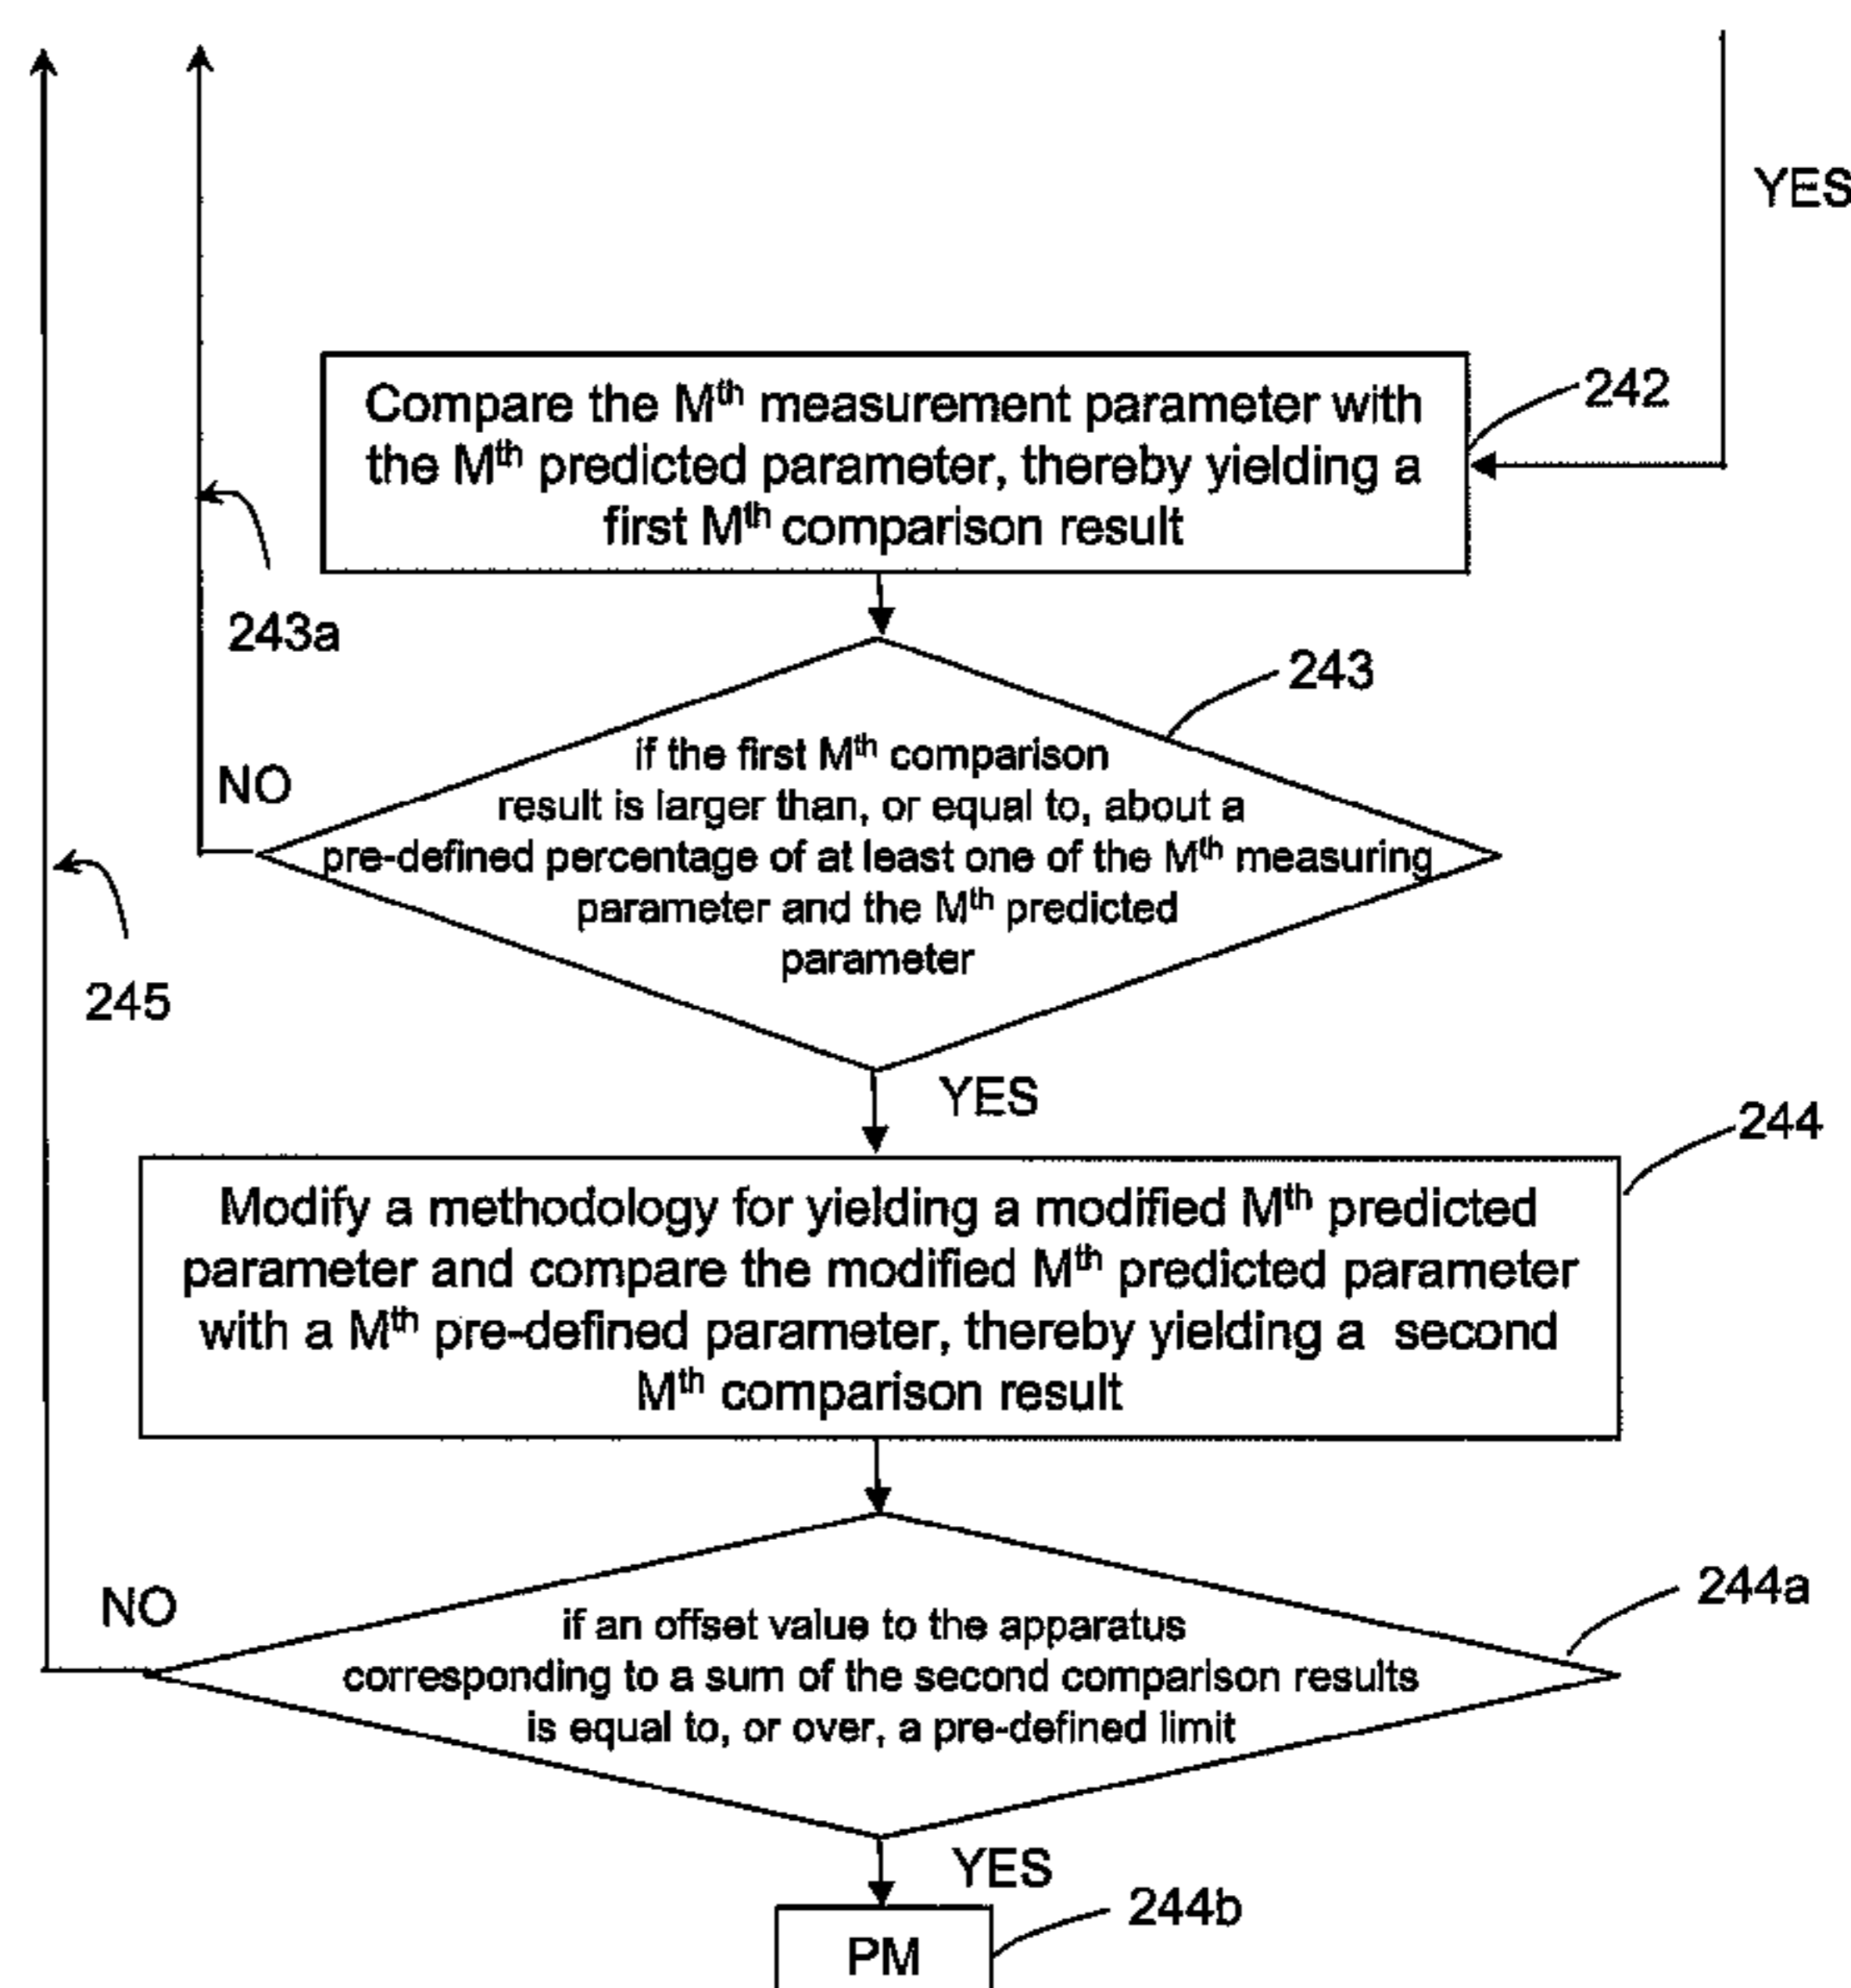 YES
242
Compare the Mth measurement parameter with
the Mth predicted parameter, thereby yielding a
first Mth comparison result
243a
243
NO
if the first Mth comparison
result is larger than, or equal to, about a
pre-defined percentage of at least one of the Mth measuring
parameter and the Mth predicted
parameter
245
YES
244
Modify a methodology for yielding a modified Mth predicted
parameter and compare the modified Mth predicted parameter
with a Mth pre-defined parameter, thereby yielding a second
Mth comparison result
244a
NO
if an offset value to the apparatus
corresponding to a sum of the second comparison results
is equal to, or over, a pre-defined limit
YES
244b
PM